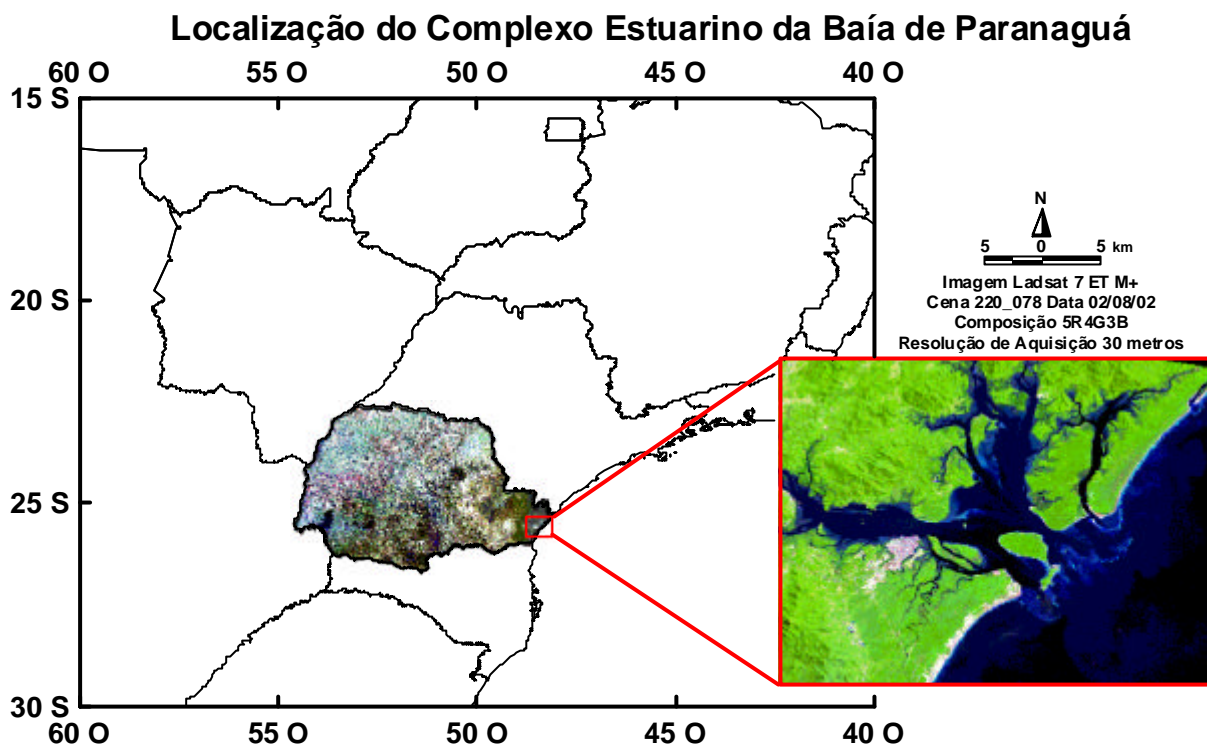 Localização do Complexo Estuarino da Baía de Paranaguá
60 O 55 O 50 O 45 O 40 O
15 S
N
5 0 5 km
Imagem Ladsat 7 ET M+
Cena 220_078 Data 02/08/02
Composição 5R4G3B
Resolução de Aquisição 30 metros
20 S
25 S
30 S
60 O 55 O 50 O 45 O 40 O